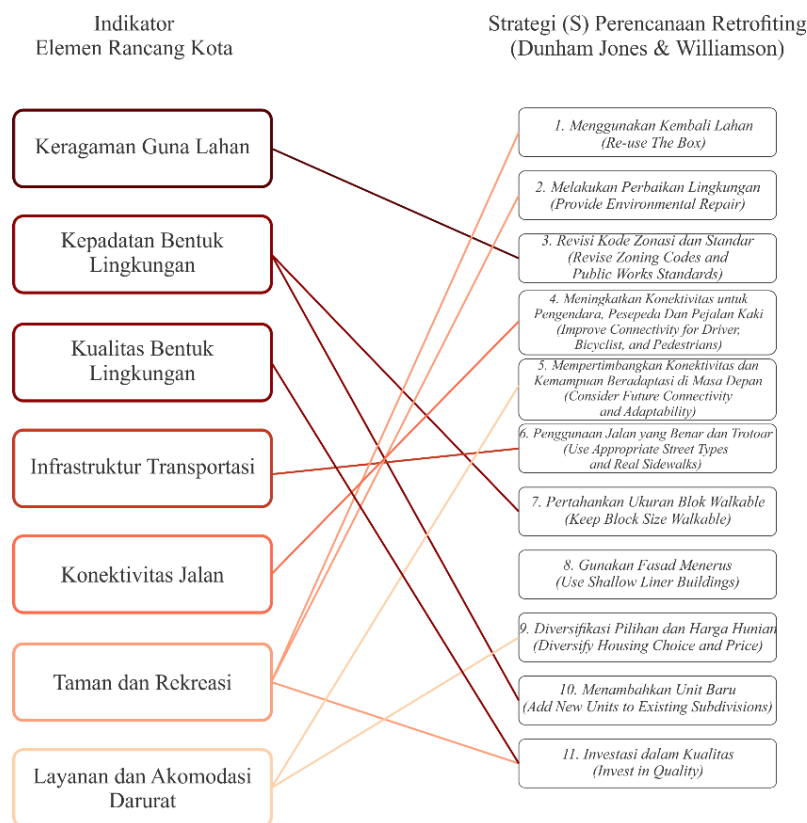 Indikator
Elemen Rancang Kota
Strategi (S) Perencanaan Retrofiting
(Dunham Jones & Williamson)
Keragaman Guna Lahan
Kepadatan Bentuk
Lingkungan
Kualitas Bentuk
Lingkungan
Infrastruktur Transportasi
Konektivitas Jalan
Taman dan Rekreasi
Layanan dan Akomodasi
Darurat
1. Menggunakan Kembali Lahan
(Re-use The Box)
2. Melakukan Perbaikan Lingkungan
(Provide Environmental Repair)
3. Revisi Kode Zonasi dan Standar
(Revise Zoning Codes and
Public Works Standards)
4. Meningkatkan Konektivitas untuk
Pengendara, Pesepeda Dan Pejalan Kaki
(Improve Connectivity for Driver,
Bicyclist, and Pedestrians)
5. Mempertimbangkan Konektivitas dan
Kemampuan Beradaptasi di Masa Depan
(Consider Future Connectivity
and Adaptability)
6. Penggunaan Jalan yang Benar dan Trotoar
(Use Appropriate Street Types
and Real Sidewalks)
7. Pertahankan Ukuran Blok Walkable
(Keep Block Size Walkable)
8. Gunakan Fasad Menerus
(Use Shallow Liner Buildings)
9. Diversifikasi Pilihan dan Harga Hunian
(Diversify Housing Choice and Price)
10. Menambahkan Unit Baru
(Add New Units to Existing Subdivisions)
11. Investasi dalam Kualitas
(Invest in Quality)